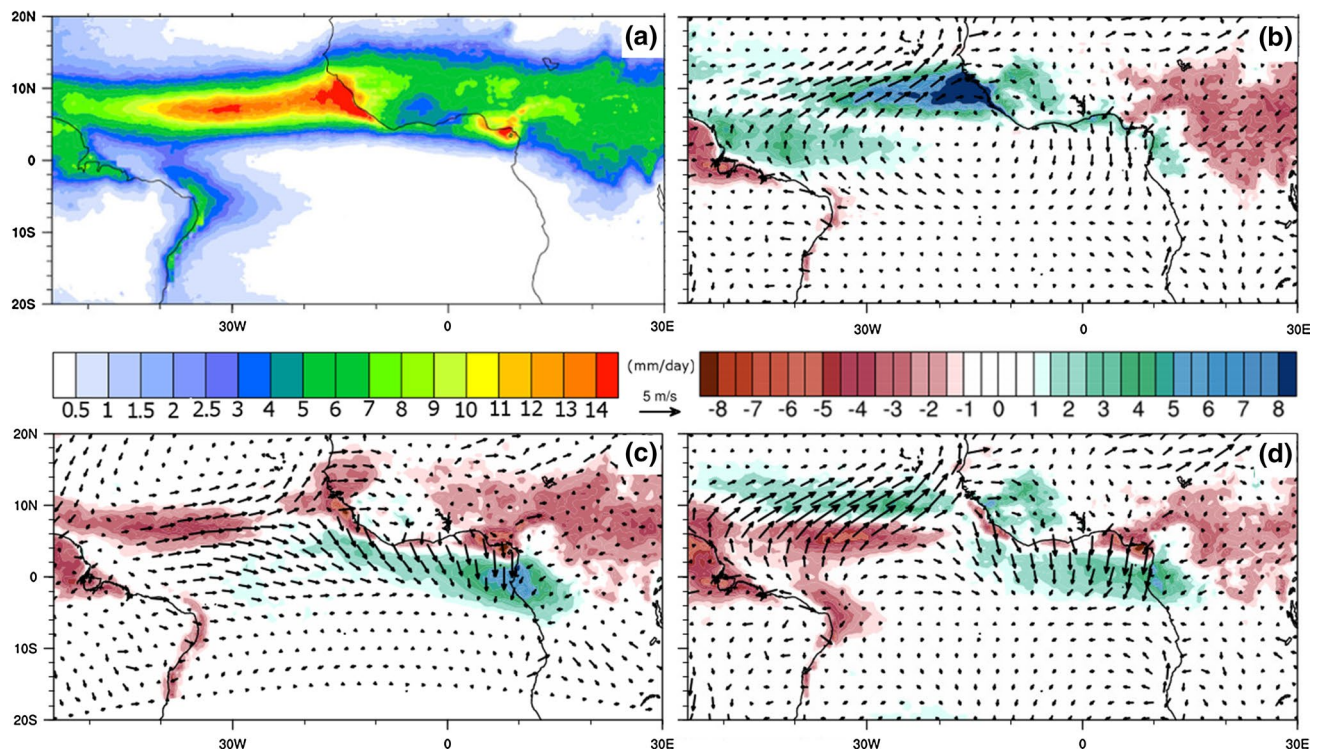 20N
(a)
(b)
10N
0
10S
20S
30W 0 30E
30W 0 30E
(mm/day)
5 m/s
0.5 1 1.5 2 2.5 3 4 5 6 7 8 9 10 11 12 13 14
-8 -7 -6 -5 -4 -3 -2 -1 0 1 2 3 4 5 6 7 8
20N
(c)
(d)
10N
0
10S
20S
30W 0 30E
30W 0 30E